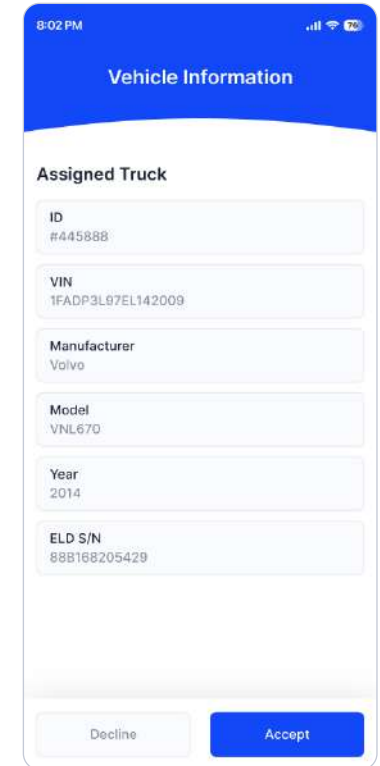 8:02 PM 76
Vehicle Information
Assigned Truck
ID
#445888
VIN
1FADP3L97EL142009
Manufacturer
Volvo
Model
VNL670
Year
2014
ELD S/N
88B168205429
Decline Accept